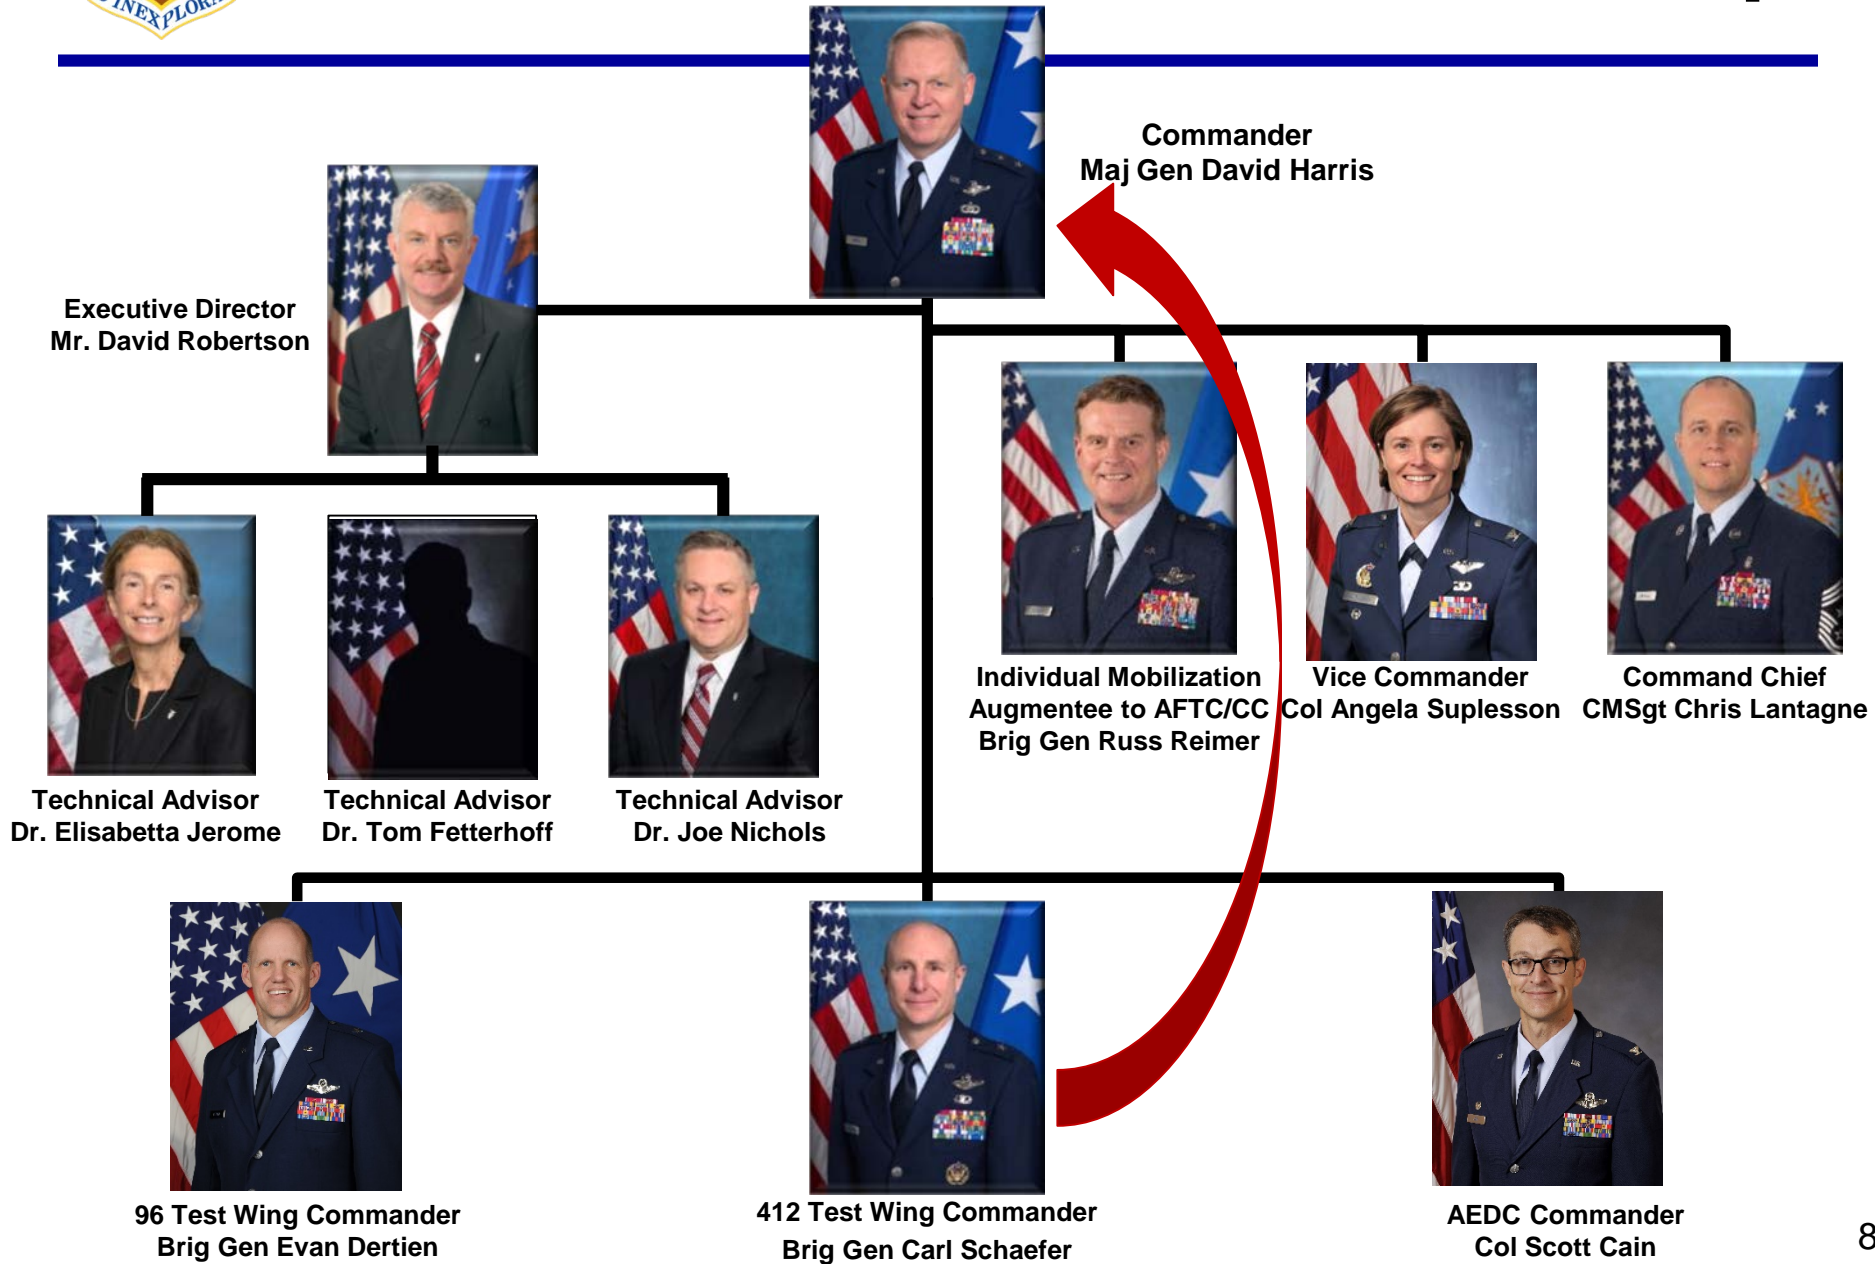 INEXPLORA
Commander
Maj Gen David Harris
Executive Director
Mr. David Robertson
Individual Mobilization
Augmentee to AFTC/CC
Brig Gen Russ Reimer
Vice Commander
Col Angela Suplesson
Command Chief
CMSgt Chris Lantagne
Technical Advisor
Dr. Elisabetta Jerome
Technical Advisor
Dr. Tom Fetterhoff
Technical Advisor
Dr. Joe Nichols
96 Test Wing Commander
Brig Gen Evan Dertien
412 Test Wing Commander
Brig Gen Carl Schaefer
AEDC Commander
Col Scott Cain
8